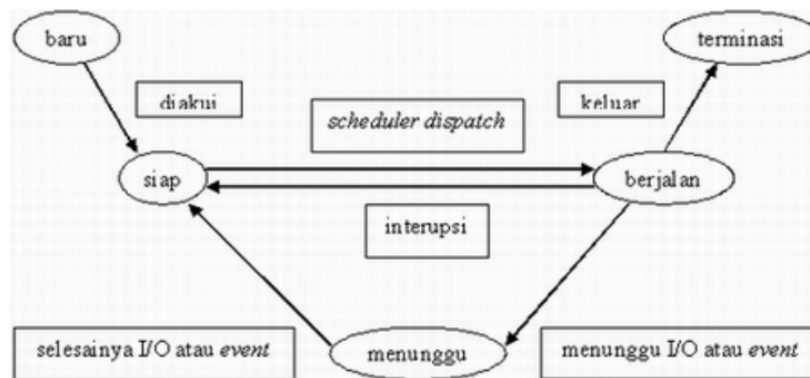 baru
terminasi
diakui
keluar
scheduler dispatch
siap
berjalan
interupsi
selesainya I/O atau event
menunggu
menunggu I/O atau event